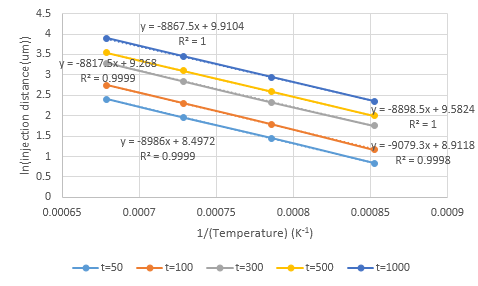 4.5
4
3.5
3
2.5
2
1.5
1
0.5
0
ln(injection distance(um))
y = -8867.5x + 9.9104
R² = 1
y = -8817.5x + 9.268
R² = 0.9999
y = -8898.5x + 9.5824
R² = 1
y = -8986x + 8.4972
R² = 0.9999
y = -9079.3x + 8.9118
R² = 0.9998
0.00065 0.0007 0.00075 0.0008 0.00085 0.0009
1/(Temperature) (K⁻¹)
t=50 t=100 t=300 t=500 t=1000